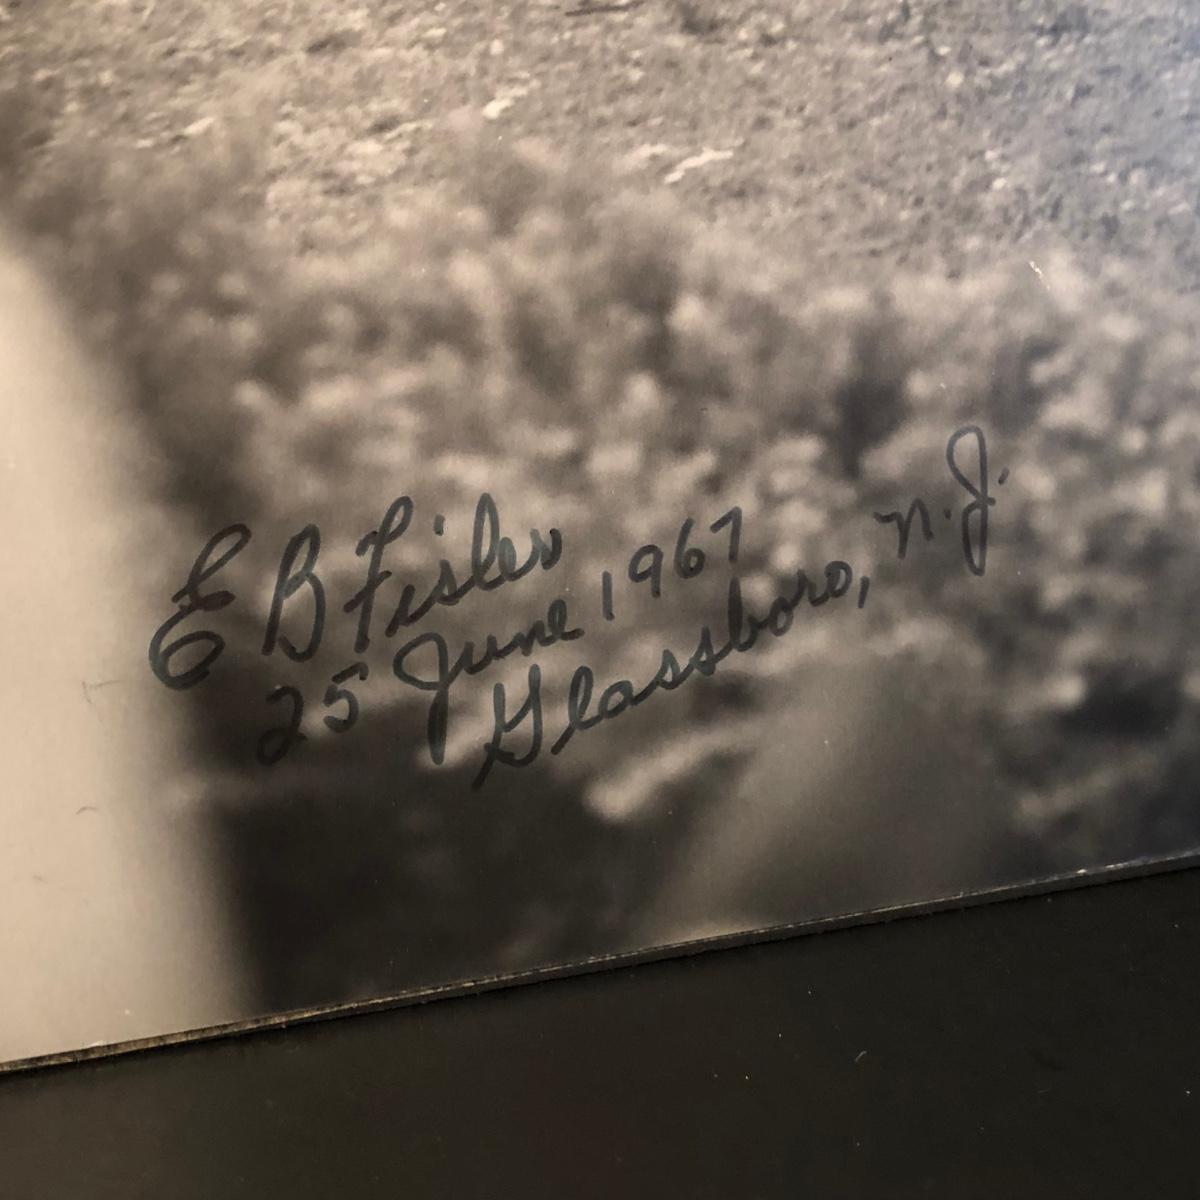 E B Fisler
25 June 1967
Glassboro, N.J.